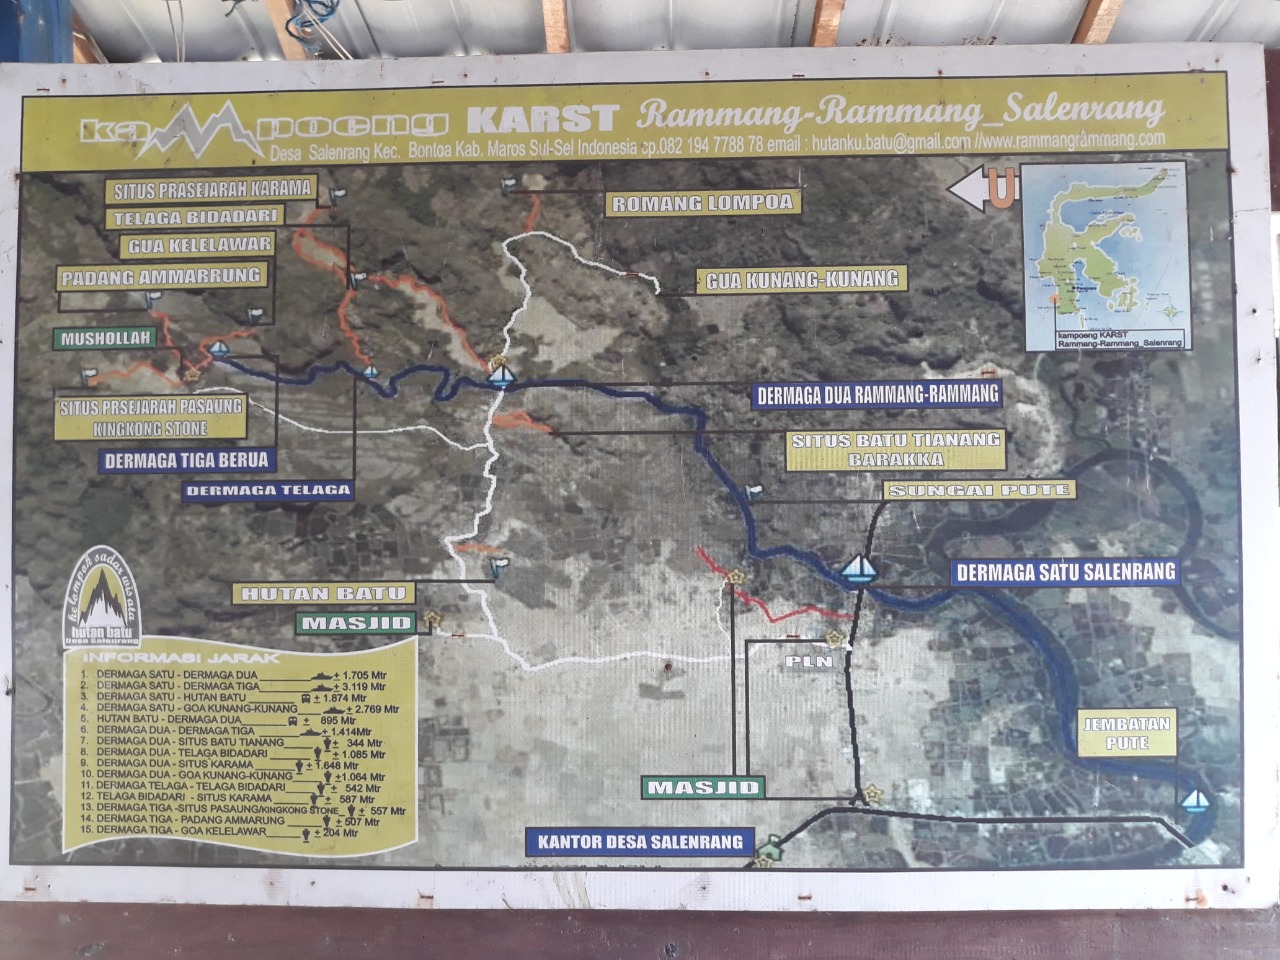 kaMpoeng KARST Rammang-Rammang_Salenrang
Desa Salenrang Kec. Bontoa Kab. Maros Sul-Sel Indonesia cp.082 194 7788 78 email : hutanku.batu@gmail.com //www.rammangrammang.com
SITUS PRASEJARAH KARAMA
TELAGA BIDADARI
GUA KELELAWAR
PADANG AMMARRUNG
MUSHOLLAH
SITUS PRSEJARAH PASAUNG
KINGKONG STONE
DERMAGA TIGA BERUA
DERMAGA TELAGA
ROMANG LOMPOA
GUA KUNANG-KUNANG
U
kampoeng KARST
Rammang-Rammang_Salenrang
DERMAGA DUA RAMMANG-RAMMANG
SITUS BATU TIANANG
BARAKKA
SUNGAI PUTE
DERMAGA SATU SALENRANG
HUTAN BATU
MASJID
PLN
JEMBATAN
PUTE
MASJID
KANTOR DESA SALENRANG
kelompok sadar wisata
hutan batu
Desa Salenrang
INFORMASI JARAK
1. DERMAGA SATU - DERMAGA DUA ± 1.705 Mtr
2. DERMAGA SATU - DERMAGA TIGA ± 3.119 Mtr
3. DERMAGA SATU - HUTAN BATU ± 1.874 Mtr
4. DERMAGA SATU - GOA KUNANG-KUNANG ± 2.769 Mtr
5. HUTAN BATU - DERMAGA DUA ± 895 Mtr
6. DERMAGA DUA - DERMAGA TIGA ± 1.414Mtr
7. DERMAGA DUA - SITUS BATU TIANANG ± 344 Mtr
8. DERMAGA DUA - TELAGA BIDADARI ± 1.085 Mtr
9. DERMAGA DUA - SITUS KARAMA ± 1.648 Mtr
10. DERMAGA DUA - GOA KUNANG-KUNANG ±1.064 Mtr
11. DERMAGA TELAGA - TELAGA BIDADARI ± 542 Mtr
12. TELAGA BIDADARI - SITUS KARAMA ± 587 Mtr
13. DERMAGA TIGA -SITUS PASAUNG/KINGKONG STONE ± 557 Mtr
14. DERMAGA TIGA - PADANG AMMARUNG ±507 Mtr
15. DERMAGA TIGA - GOA KELELAWAR ± 204 Mtr